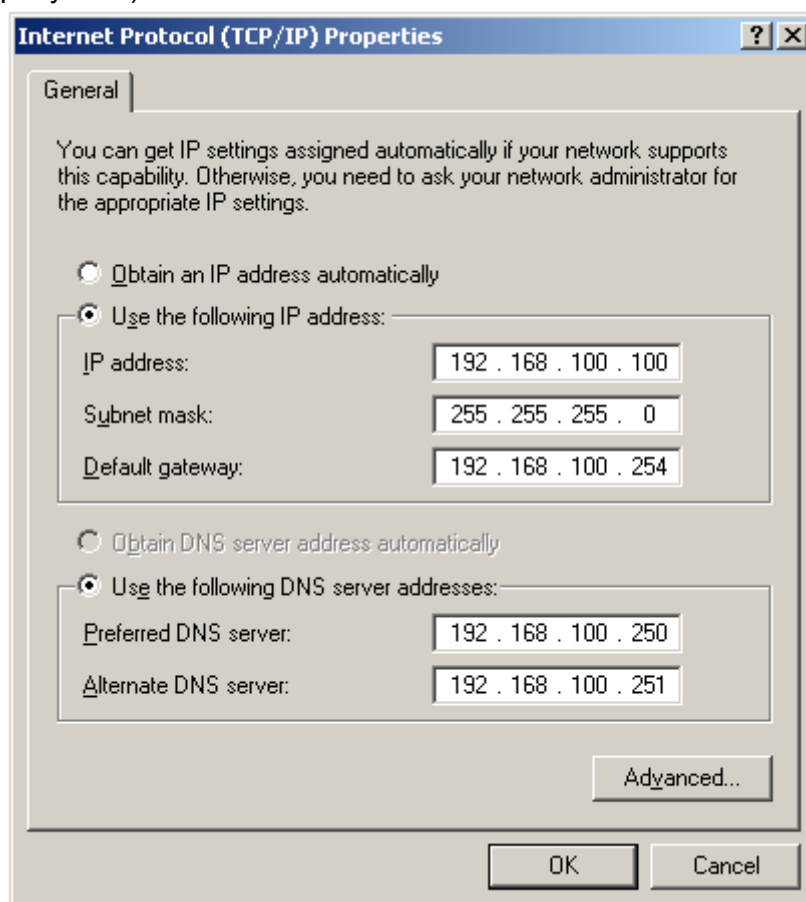 Internet Protocol (TCP/IP) Properties
General
You can get IP settings assigned automatically if your network supports
this capability. Otherwise, you need to ask your network administrator for
the appropriate IP settings.
Obtain an IP address automatically
Use the following IP address:
IP address: 192 . 168 . 100 . 100
Subnet mask: 255 . 255 . 255 . 0
Default gateway: 192 . 168 . 100 . 254
Obtain DNS server address automatically
Use the following DNS server addresses:
Preferred DNS server: 192 . 168 . 100 . 250
Alternate DNS server: 192 . 168 . 100 . 251
Advanced...
OK Cancel